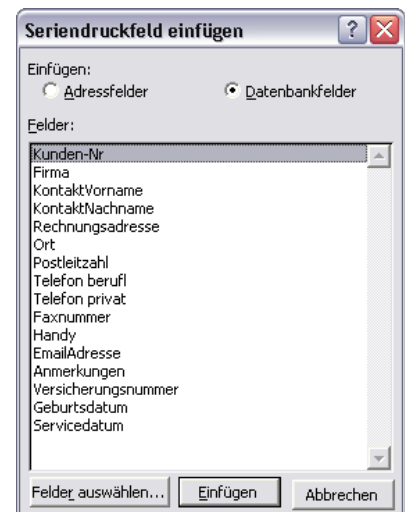 Seriendruckfeld einfügen
Einfügen:
Adressfelder Datenbankfelder
Felder:
Kunden-Nr
Firma
KontaktVorname
KontaktNachname
Rechnungsadresse
Ort
Postleitzahl
Telefon berufl
Telefon privat
Faxnummer
Handy
EmailAdresse
Anmerkungen
Versicherungsnummer
Geburtsdatum
Servicedatum
Felder auswählen... Einfügen Abbrechen